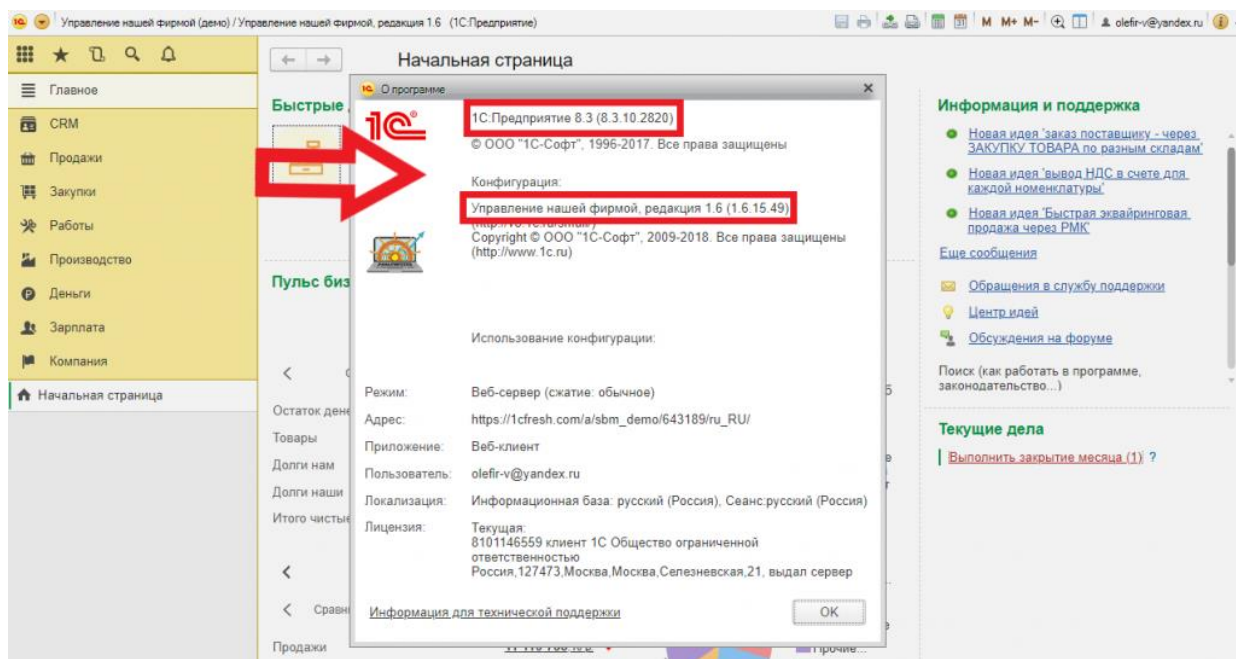 Управление нашей фирмой (демо) / Управление нашей фирмой, редакция 1.6 (1С:Предприятие)
M M+ M- olefir-v@yandex.ru
Начальная страница
Главное
CRM
Продажи
Закупки
Работы
Производство
Деньги
Зарплата
Компания
Начальная страница
Быстрые
Пульс биз
Остаток дене
Товары
Долги нам
Долги наши
Итого чистые
Сравн
Продажи
Прочие...
О программе
1С:Предприятие 8.3 (8.3.10.2820)
© ООО "1С-Софт", 1996-2017. Все права защищены
Конфигурация:
Управление нашей фирмой, редакция 1.6 (1.6.15.49)
Copyright © ООО "1С-Софт", 2009-2018. Все права защищены
(http://www.1c.ru)
Использование конфигурации:
Режим: Веб-сервер (сжатие: обычное)
Адрес: https://1cfresh.com/a/sbm_demo/643189/ru_RU/
Приложение: Веб-клиент
Пользователь: olefir-v@yandex.ru
Локализация: Информационная база: русский (Россия), Сеанс:русский (Россия)
Лицензия: Текущая:
8101146559 клиент 1С Общество ограниченной
ответственностью
Россия,127473,Москва,Москва,Селезневская,21, выдал сервер
Информация для технической поддержки
OK
Информация и поддержка
Новая идея 'заказ поставщику - через
ЗАКУПКУ ТОВАРА по разным складам'
Новая идея 'вывод НДС в счете для
каждой номенклатуры'
Новая идея 'Быстрая эквайринговая
продажа через РМК'
Еще сообщения
Обращения в службу поддержки
Центр идей
Обсуждения на форуме
Поиск (как работать в программе,
законодательство...)
Текущие дела
Выполнить закрытие месяца (1) ?